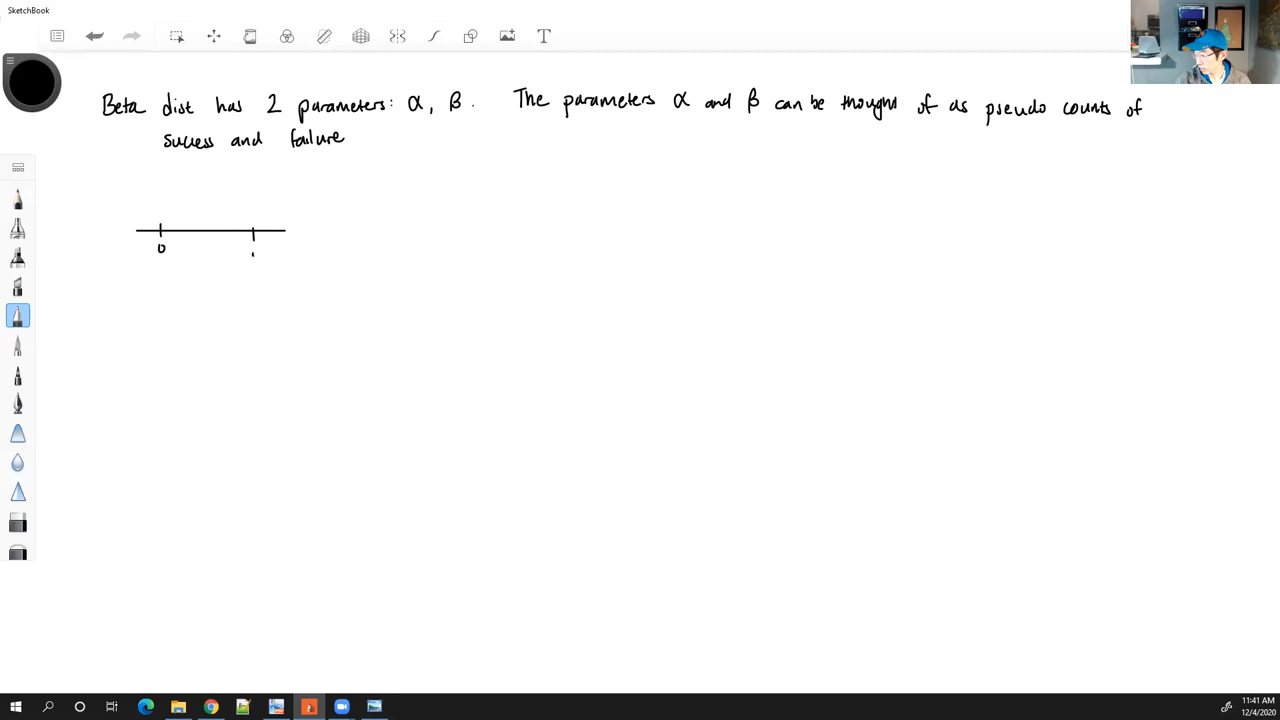 SketchBook
Beta dist has 2 parameters: α, β. The parameters α and β can be thought of as pseudo counts of
success and failure
0
11:41 AM
12/4/2020